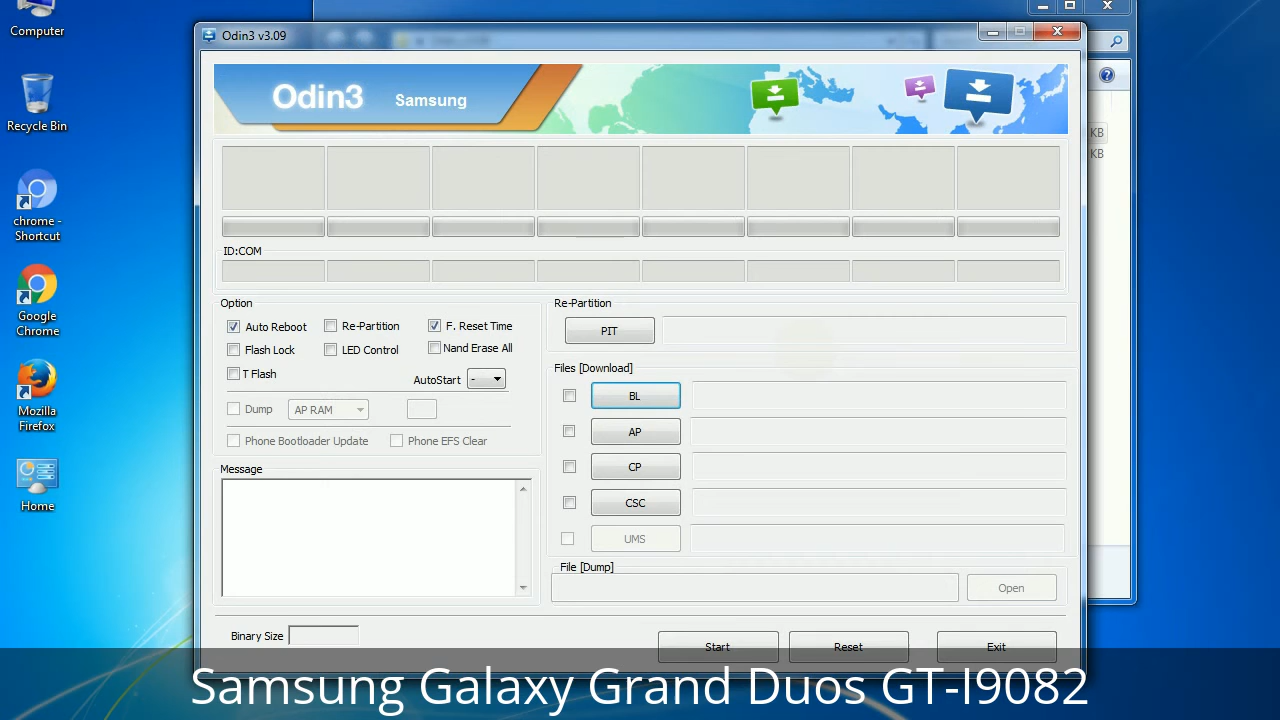 Computer
Recycle Bin
chrome -
Shortcut
Google
Chrome
Mozilla
Firefox
Home
Odin3 v3.09
Odin3 Samsung
ID:COM
Option
Auto Reboot
Re-Partition
F. Reset Time
Flash Lock
LED Control
Nand Erase All
T Flash
AutoStart -
Dump AP RAM
Phone Bootloader Update
Phone EFS Clear
Message
Re-Partition
PIT
Files [Download]
BL
AP
CP
CSC
UMS
File [Dump]
Open
Binary Size
Start
Reset
Exit
KB
KB
Samsung Galaxy Grand Duos GT-I9082